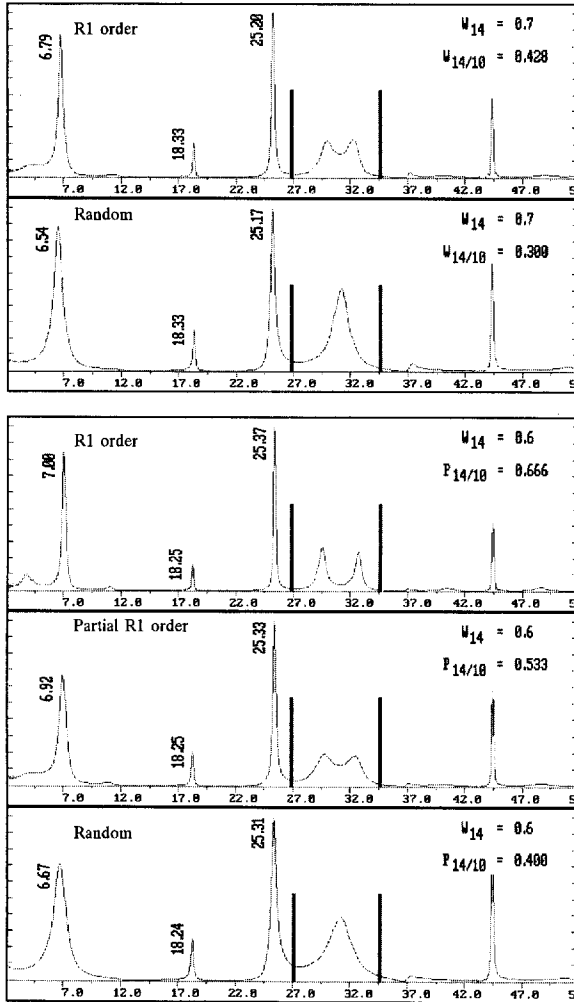 R1 order
6.79
18.33
25.28
W14 = 0.7
W14/10 = 0.428
7.0 12.0 17.0 22.0 27.0 32.0 37.0 42.0 47.0 5
Random
6.54
18.33
25.17
W14 = 0.7
W14/10 = 0.300
7.0 12.0 17.0 22.0 27.0 32.0 37.0 42.0 47.0 5
R1 order
7.00
18.25
25.37
W14 = 0.6
P14/10 = 0.666
7.0 12.0 17.0 22.0 27.0 32.0 37.0 42.0 47.0 5
Partial R1 order
6.92
18.25
25.33
W14 = 0.6
P14/10 = 0.533
7.0 12.0 17.0 22.0 27.0 32.0 37.0 42.0 47.0 5
Random
6.67
18.24
25.31
W14 = 0.6
P14/10 = 0.400
7.0 12.0 17.0 22.0 27.0 32.0 37.0 42.0 47.0 52